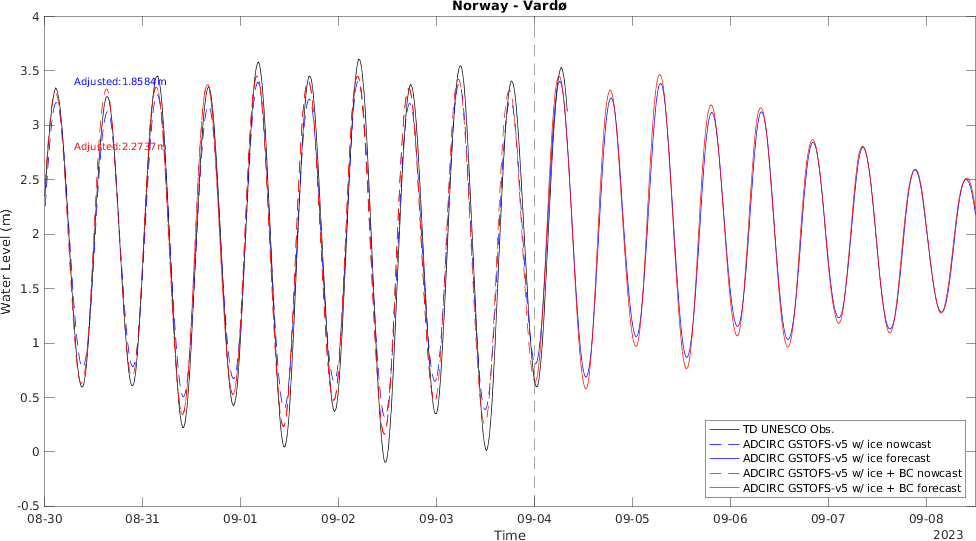 Norway - Vardø
4
3.5
3
2.5
2
1.5
1
0.5
0
-0.5
Water Level (m)
Adjusted:1.8584m
Adjusted:2.2737m
TD UNESCO Obs.
ADCIRC GSTOFS-v5 w/ ice nowcast
ADCIRC GSTOFS-v5 w/ ice forecast
ADCIRC GSTOFS-v5 w/ ice + BC nowcast
ADCIRC GSTOFS-v5 w/ ice + BC forecast
08-30 08-31 09-01 09-02 09-03 09-04 09-05 09-06 09-07 09-08
Time
2023